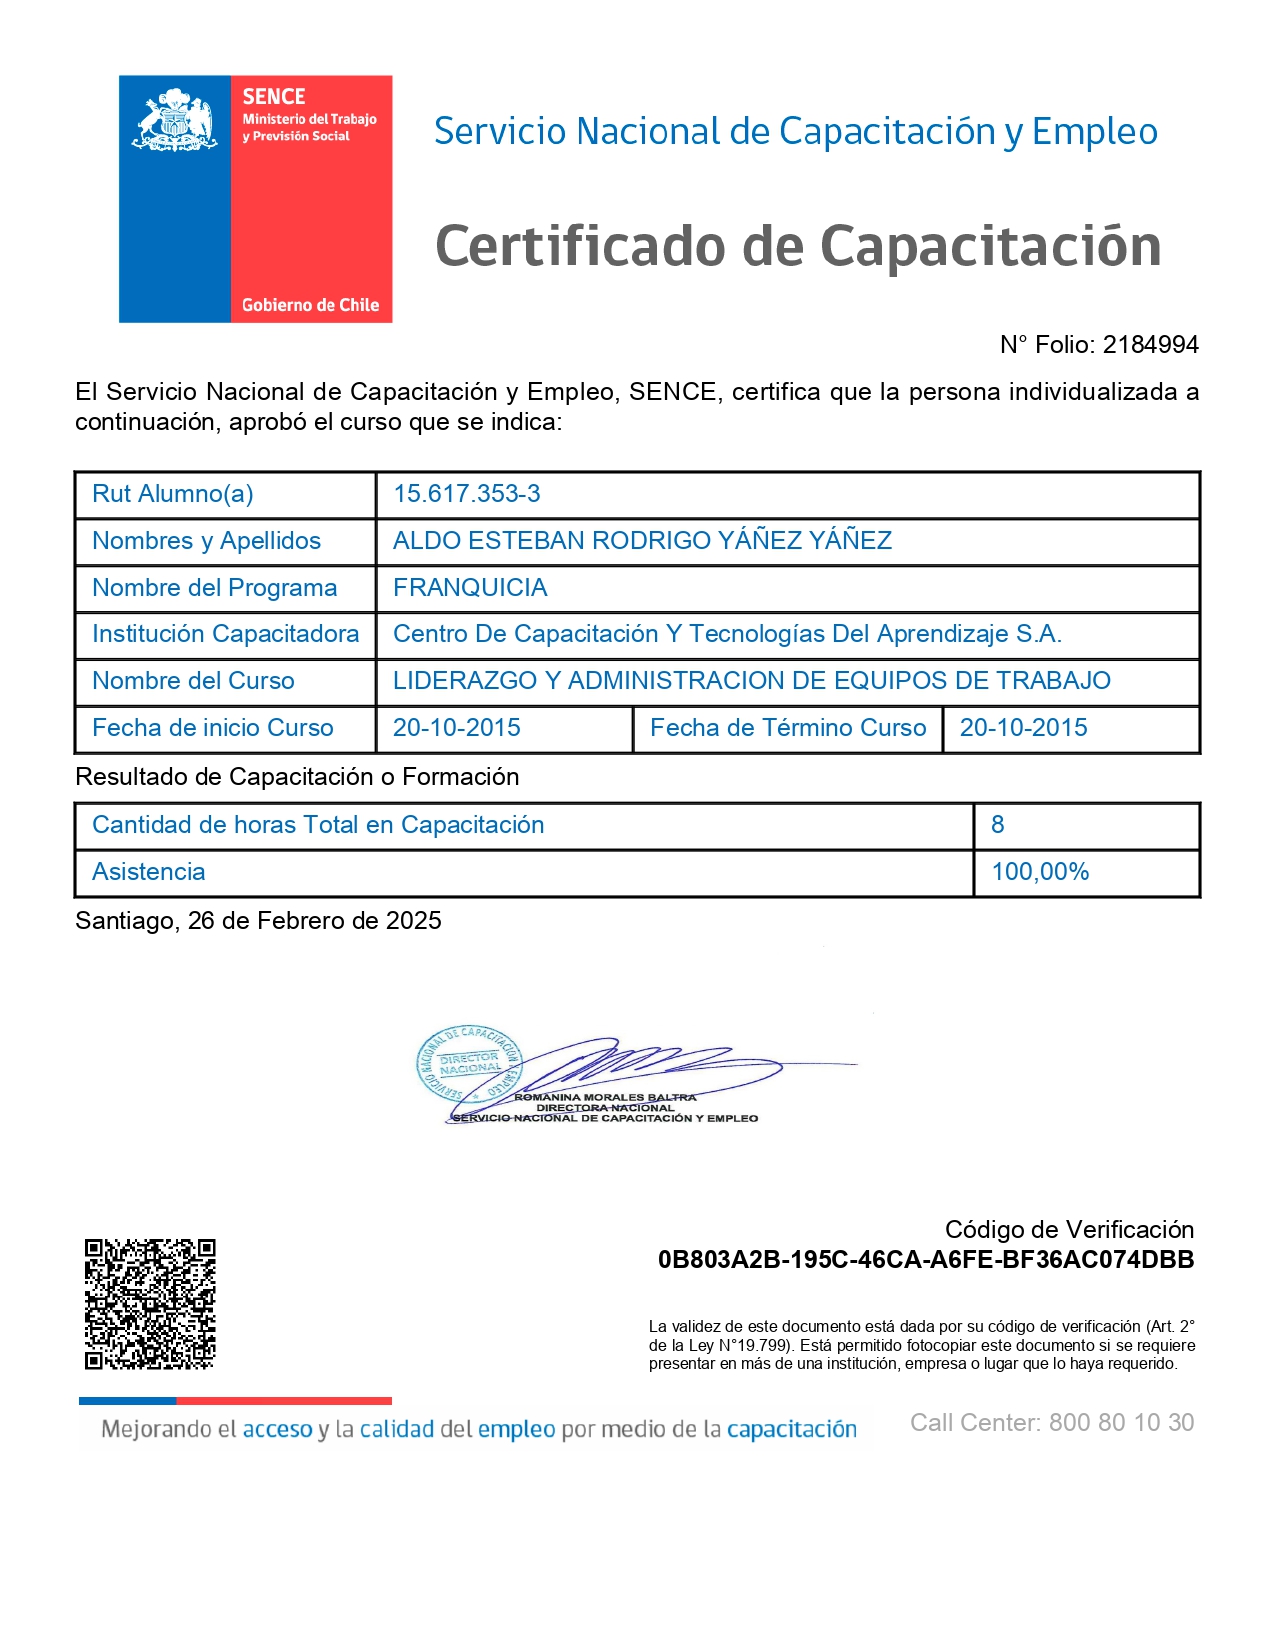 SENCE
Ministerio del Trabajo
y Previsión Social
Gobierno de Chile
Servicio Nacional de Capacitación y Empleo
Certificado de Capacitación
N° Folio: 2184994
El Servicio Nacional de Capacitación y Empleo, SENCE, certifica que la persona individualizada a
continuación, aprobó el curso que se indica:
Rut Alumno(a) 15.617.353-3
Nombres y Apellidos ALDO ESTEBAN RODRIGO YÁÑEZ YÁÑEZ
Nombre del Programa FRANQUICIA
Institución Capacitadora Centro De Capacitación Y Tecnologías Del Aprendizaje S.A.
Nombre del Curso LIDERAZGO Y ADMINISTRACION DE EQUIPOS DE TRABAJO
Fecha de inicio Curso 20-10-2015 Fecha de Término Curso 20-10-2015
Resultado de Capacitación o Formación
Cantidad de horas Total en Capacitación 8
Asistencia 100,00%
Santiago, 26 de Febrero de 2025
SERVICIO NACIONAL DE CAPACITACION Y EMPLEO
DIRECTOR
NACIONAL
ROMANINA MORALES BALTRA
DIRECTORA NACIONAL
SERVICIO NACIONAL DE CAPACITACIÓN Y EMPLEO
Código de Verificación
0B803A2B-195C-46CA-A6FE-BF36AC074DBB
La validez de este documento está dada por su código de verificación (Art. 2°
de la Ley N°19.799). Está permitido fotocopiar este documento si se requiere
presentar en más de una institución, empresa o lugar que lo haya requerido.
Mejorando el acceso y la calidad del empleo por medio de la capacitación
Call Center: 800 80 10 30